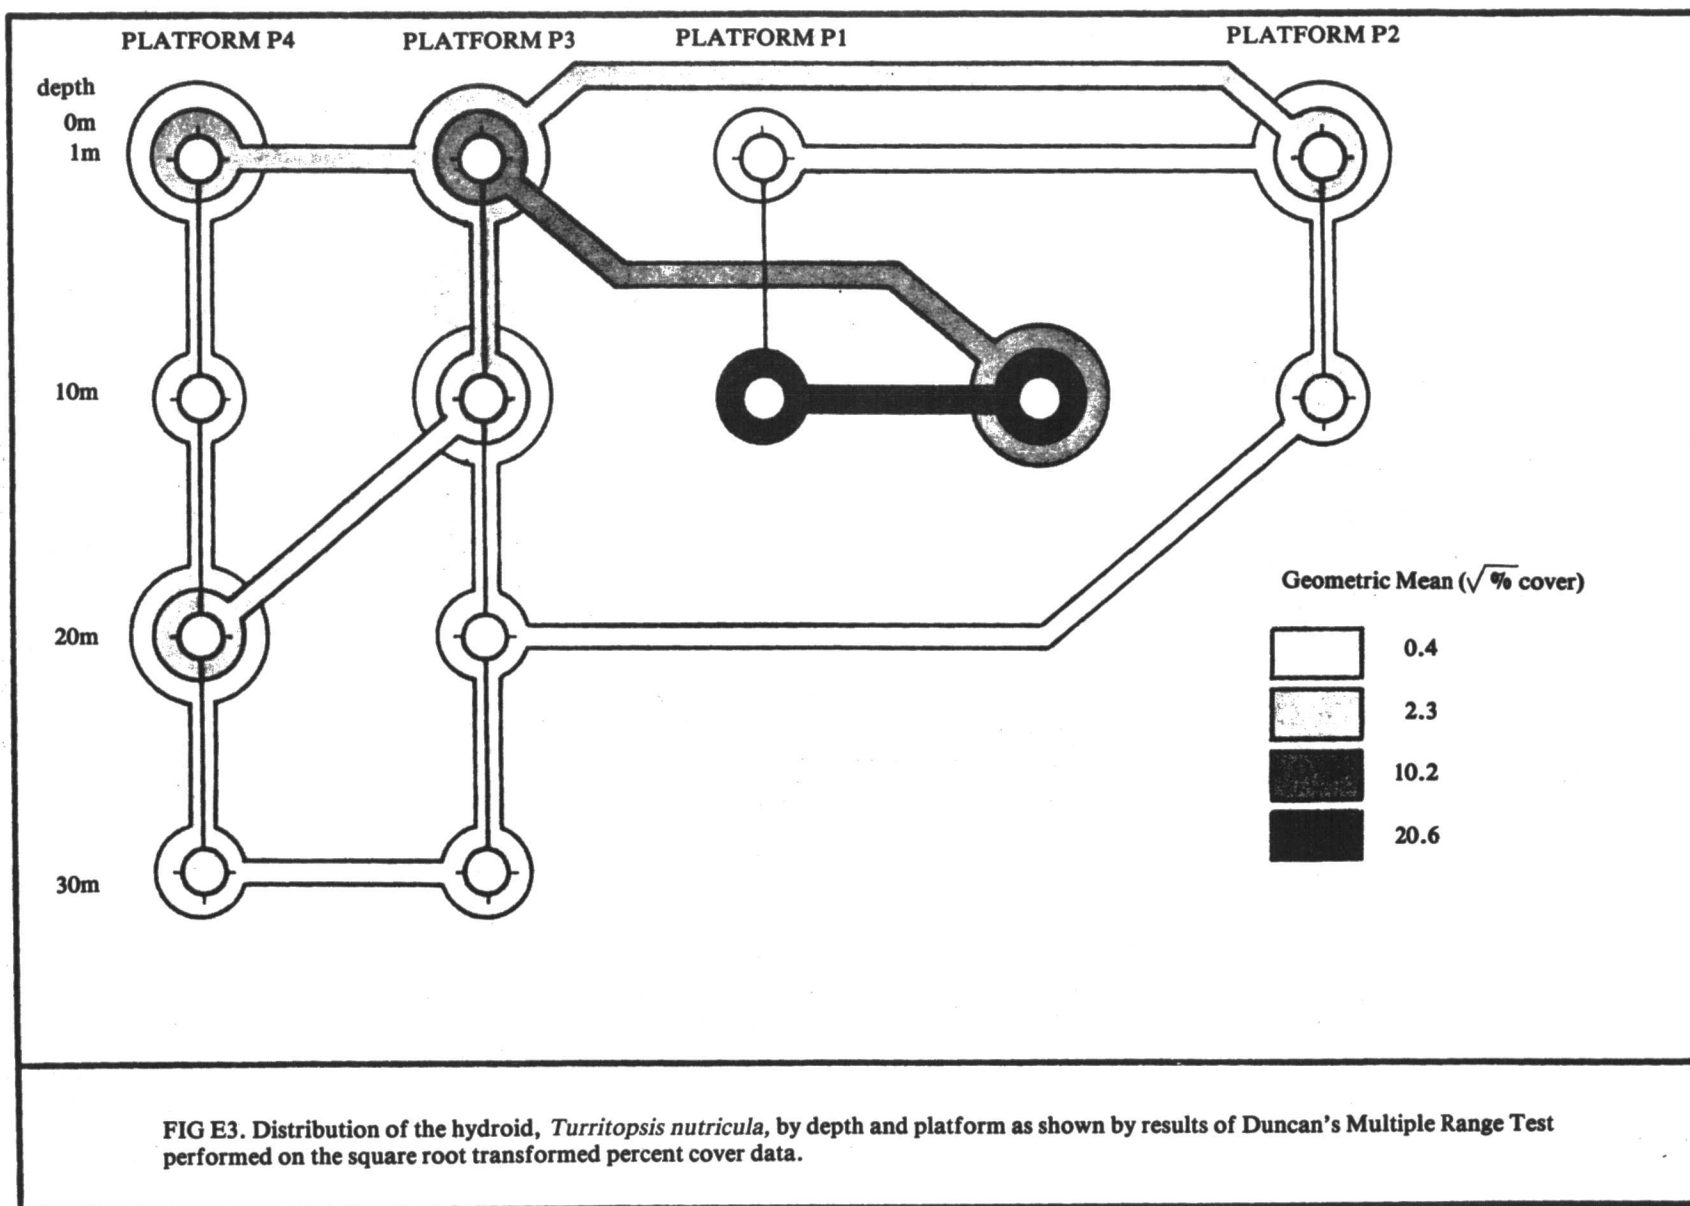 PLATFORM P4 PLATFORM P3 PLATFORM P1 PLATFORM P2
depth
0m
1m
10m
20m
30m
Geometric Mean (√% cover)
0.4
2.3
10.2
20.6
FIG E3. Distribution of the hydroid, Turritopsis nutricula, by depth and platform as shown by results of Duncan's Multiple Range Test
performed on the square root transformed percent cover data.